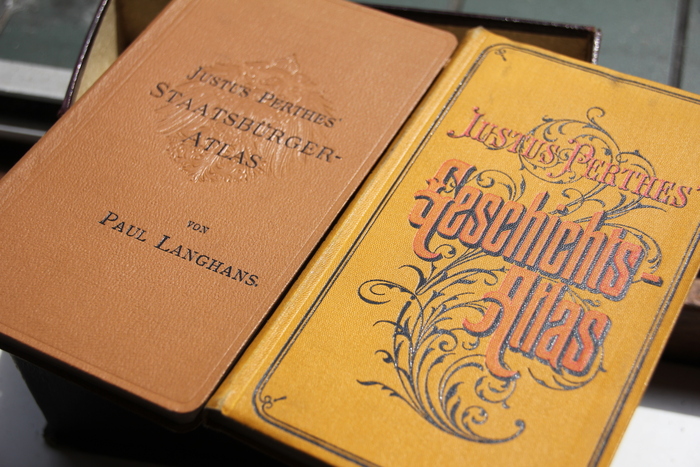 JUSTUS PERTHES'
STAATSBÜRGER-
ATLAS
VON
PAUL LANGHANS.
JUSTUS PERTHES'
Geschichts-
Atlas